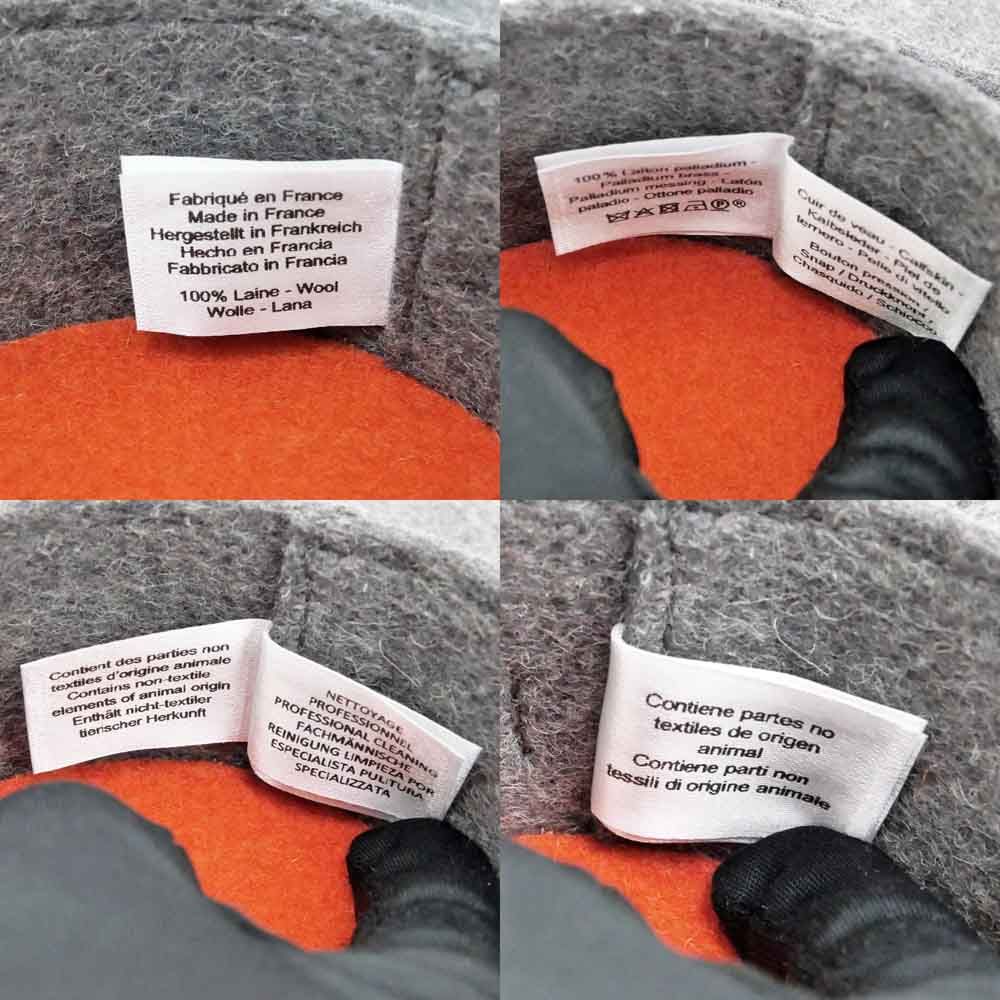 Fabriqué en France
Made in France
Hergestellt in Frankreich
Hecho en Francia
Fabbricato in Francia
100% Laine - Wool
Wolle - Lana
100% Laiton palladium -
Palladium brass -
Palladium messing - Latón
paladio - Ottone palladio
Cuir de veau - Calfskin -
Kalbsleder - Piel de
ternero - Pelle di vitello
Bouton pression /
Snap / Druckknopf /
Chasquido / Schiocco
Contient des parties non
textiles d'origine animale
Contains non-textile
elements of animal origin
Enthält nicht-textiler
tierischer Herkunft
NETTOYAGE
PROFESSIONNEL
PROFESSIONAL CLEANING
FACHMÄNNISCHE
REINIGUNG LIMPIEZA POR
ESPECIALISTA PULITURA
SPECIALIZZATA
Contiene partes no
textiles de origen
animal
Contiene parti non
tessili di origine animale